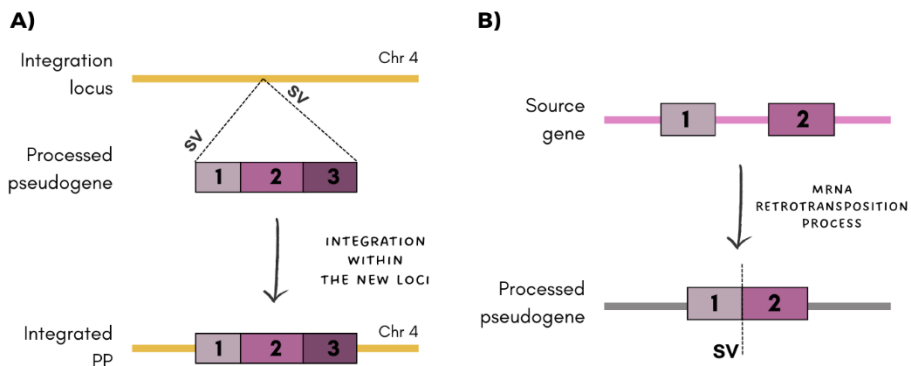 A)
Integration
locus
Chr 4
SV
SV
Processed
pseudogene
1 2 3
INTEGRATION
WITHIN
THE NEW LOCI
Integrated
PP
1 2 3
Chr 4
B)
Source
gene
1 2
MRNA
RETROTRANSPOSITION
PROCESS
Processed
pseudogene
1 2
SV